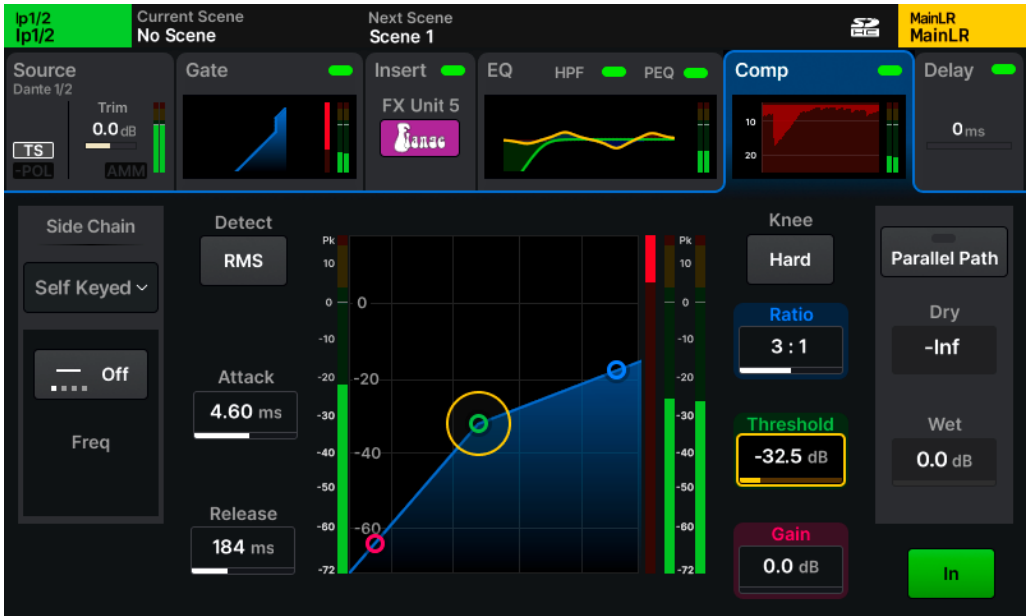 Ip1/2
Ip1/2
Current Scene
No Scene
Next Scene
Scene 1
MainLR
MainLR
Source
Dante 1/2
Trim
0.0 dB
TS
-POL
AMM
Gate
Insert
FX Unit 5
flange
EQ
HPF
PEQ
Comp
10
20
Delay
0 ms
Side Chain
Self Keyed
Off
Freq
Detect
RMS
Attack
4.60 ms
Release
184 ms
Pk
10
0
-10
-20
-30
-40
-50
-60
-72
0
-20
-40
-60
Pk
10
0
-10
-20
-30
-40
-50
-60
-72
Knee
Hard
Ratio
3 : 1
Threshold
-32.5 dB
Gain
0.0 dB
Parallel Path
Dry
-Inf
Wet
0.0 dB
In